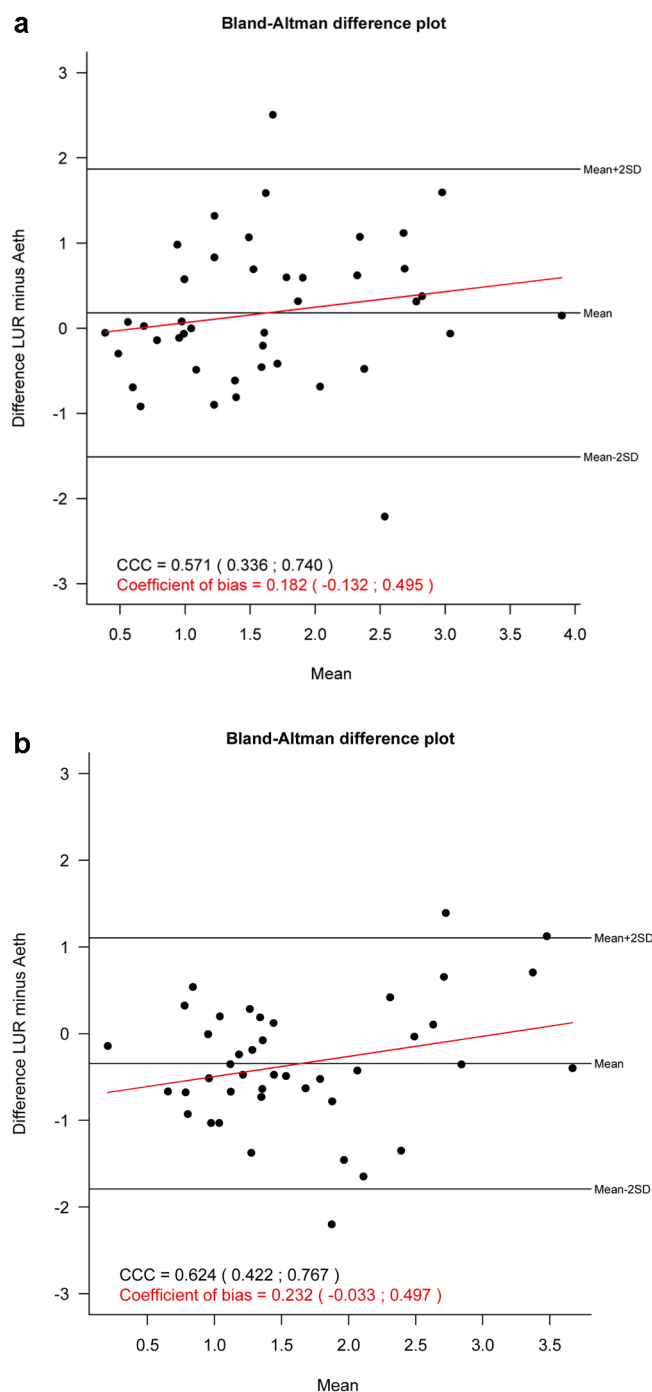 a
Bland-Altman difference plot
3
2
1
0
-1
-2
-3
Difference LUR minus Aeth
Mean+2SD
Mean
Mean-2SD
CCC = 0.571 ( 0.336 ; 0.740 )
Coefficient of bias = 0.182 ( -0.132 ; 0.495 )
0.5 1.0 1.5 2.0 2.5 3.0 3.5 4.0
Mean
b
Bland-Altman difference plot
3
2
1
0
-1
-2
-3
Difference LUR minus Aeth
Mean+2SD
Mean
Mean-2SD
CCC = 0.624 ( 0.422 ; 0.767 )
Coefficient of bias = 0.232 ( -0.033 ; 0.497 )
0.5 1.0 1.5 2.0 2.5 3.0 3.5
Mean